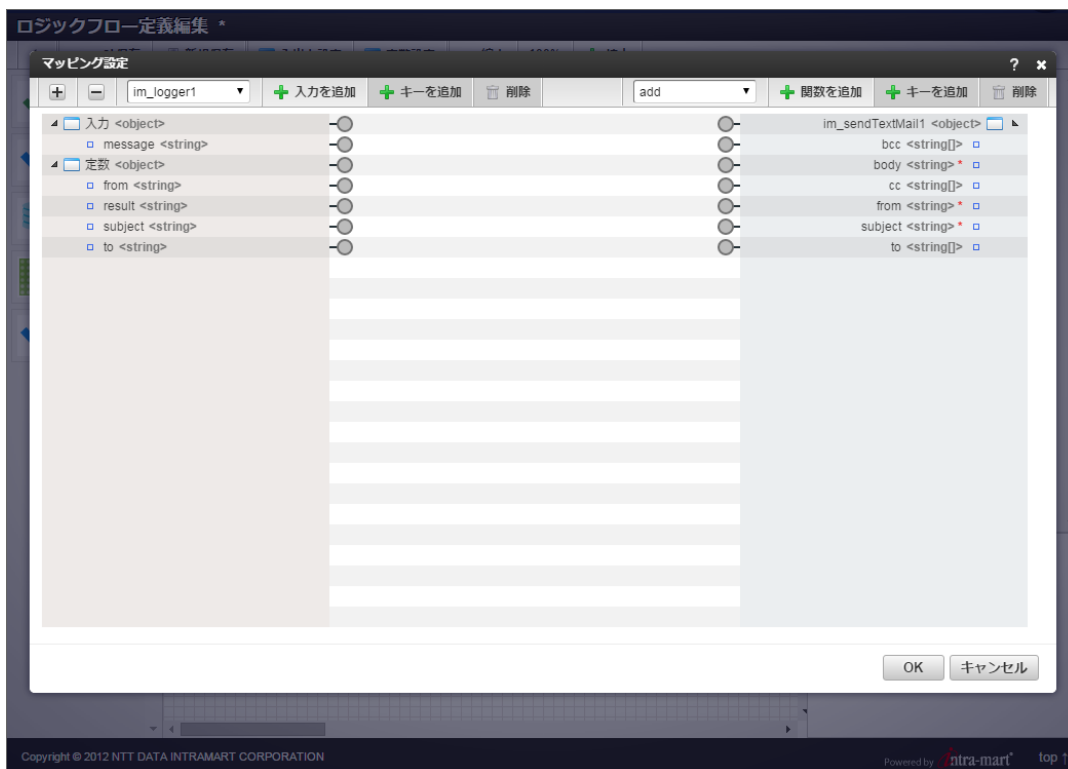 ロジックフロー定義編集 *
マッピング設定
?
im_logger1 入力を追加 キーを追加 削除 add 関数を追加 キーを追加 削除
入力 <object> im_sendTextMail1 <object>
message <string> bcc <string[]>
定数 <object> body <string> *
from <string> cc <string[]>
result <string> from <string> *
subject <string> subject <string> *
to <string> to <string[]>
OK キャンセル
Copyright © 2012 NTT DATA INTRAMART CORPORATION Powered by intra-mart top